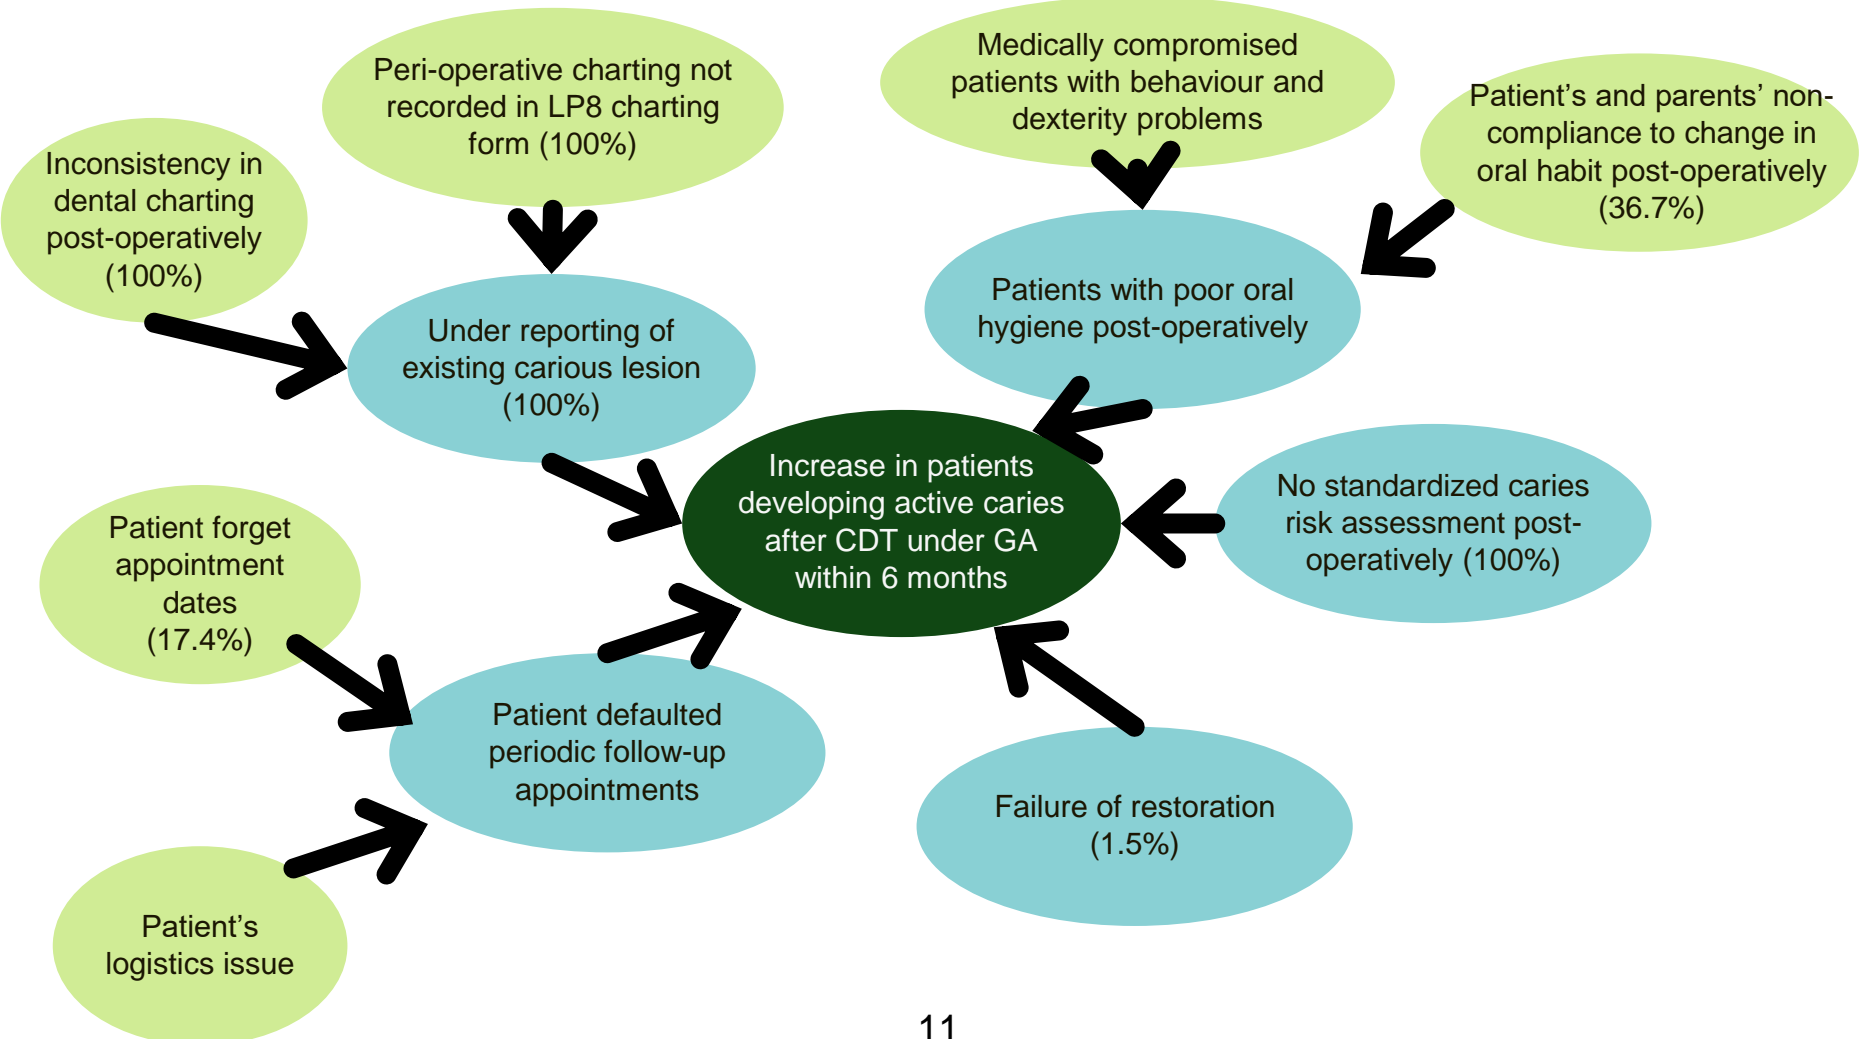 Peri-operative charting not
recorded in LP8 charting
form (100%)
Medically compromised
patients with behaviour and
dexterity problems
Patient’s and parents’ non-
compliance to change in
oral habit post-operatively
(36.7%)
Inconsistency in
dental charting
post-operatively
(100%)
Under reporting of
existing carious lesion
(100%)
Patients with poor oral
hygiene post-operatively
Increase in patients
developing active caries
after CDT under GA
within 6 months
No standardized caries
risk assessment post-
operatively (100%)
Patient forget
appointment
dates
(17.4%)
Patient defaulted
periodic follow-up
appointments
Failure of restoration
(1.5%)
Patient’s
logistics issue
11